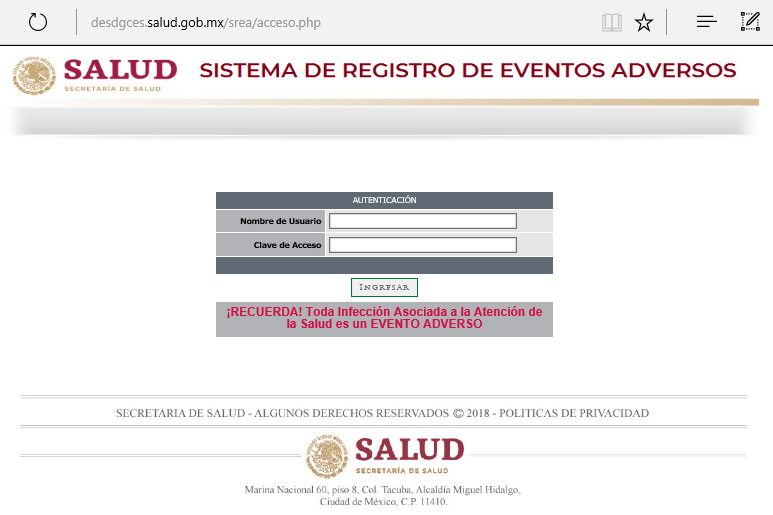 desdgces.salud.gob.mx/srea/acceso.php
SALUD
SECRETARÍA DE SALUD
SISTEMA DE REGISTRO DE EVENTOS ADVERSOS
AUTENTICACIÓN
Nombre de Usuario
Clave de Acceso
INGRESAR
¡RECUERDA! Toda Infección Asociada a la Atención de
la Salud es un EVENTO ADVERSO
SECRETARIA DE SALUD - ALGUNOS DERECHOS RESERVADOS © 2018 - POLITICAS DE PRIVACIDAD
SALUD
SECRETARÍA DE SALUD
Marina Nacional 60, piso 8, Col. Tacuba, Alcaldía Miguel Hidalgo,
Ciudad de México, C.P. 11410.